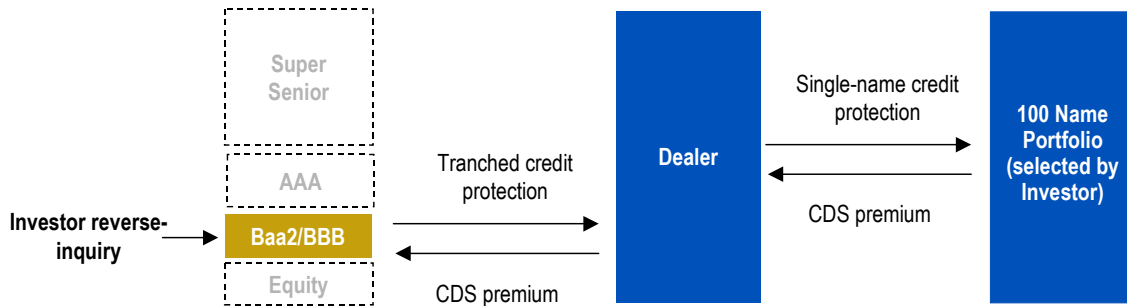 Super
Senior
AAA
Investor reverse-
inquiry
Baa2/BBB
Equity
Tranched credit
protection
CDS premium
Dealer
Single-name credit
protection
CDS premium
100 Name
Portfolio
(selected by
Investor)